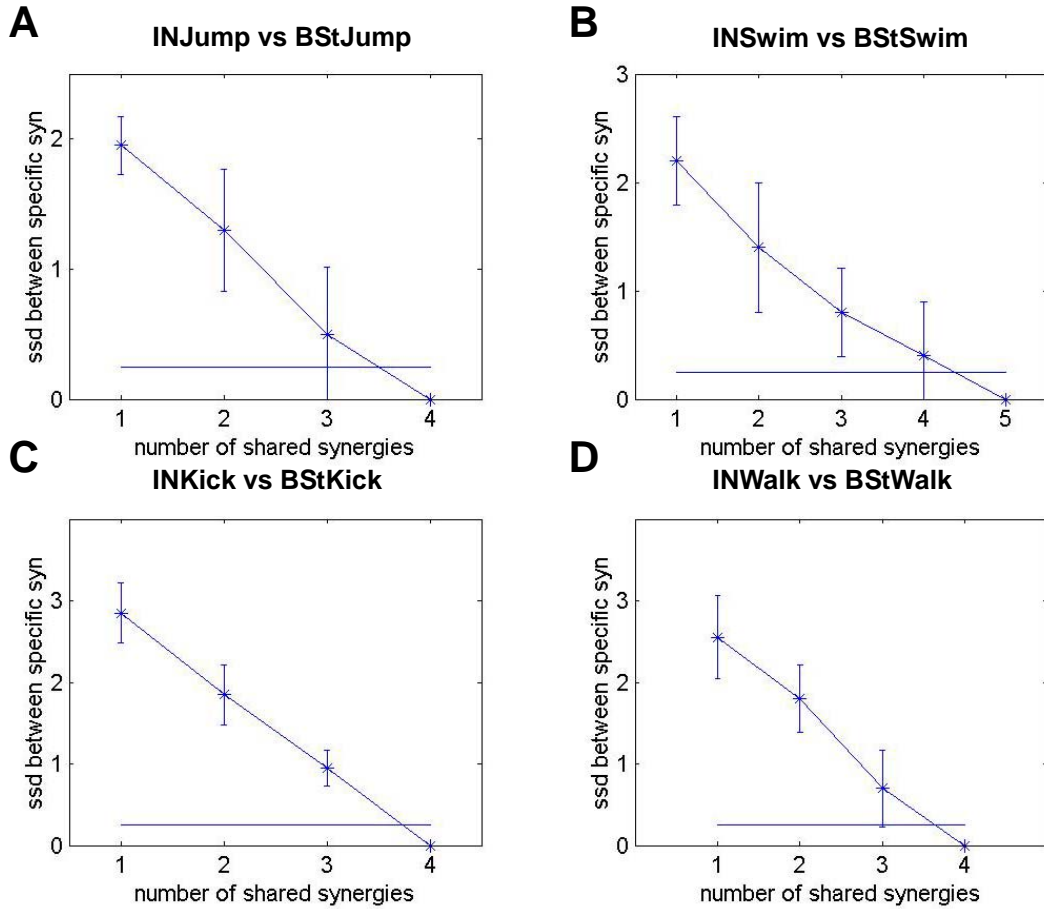 A
INJump vs BStJump
ssd between specific syn
2
1
0
1 2 3 4
number of shared synergies
B
INSwim vs BStSwim
ssd between specific syn
3
2
1
0
1 2 3 4 5
number of shared synergies
C
INKick vs BStKick
ssd between specific syn
3
2
1
0
1 2 3 4
number of shared synergies
D
INWalk vs BStWalk
ssd between specific syn
3
2
1
0
1 2 3 4
number of shared synergies